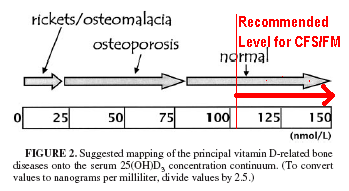 rickets/osteomalacia
Recommended
Level for CFS/FM
osteoporosis
normal
0 25 50 75 100 125 150
(nmol/L)
FIGURE 2. Suggested mapping of the principal vitamin D-related bone
diseases onto the serum 25(OH)D₃ concentration continuum. (To convert
values to nanograms per milliliter, divide values by 2.5.)